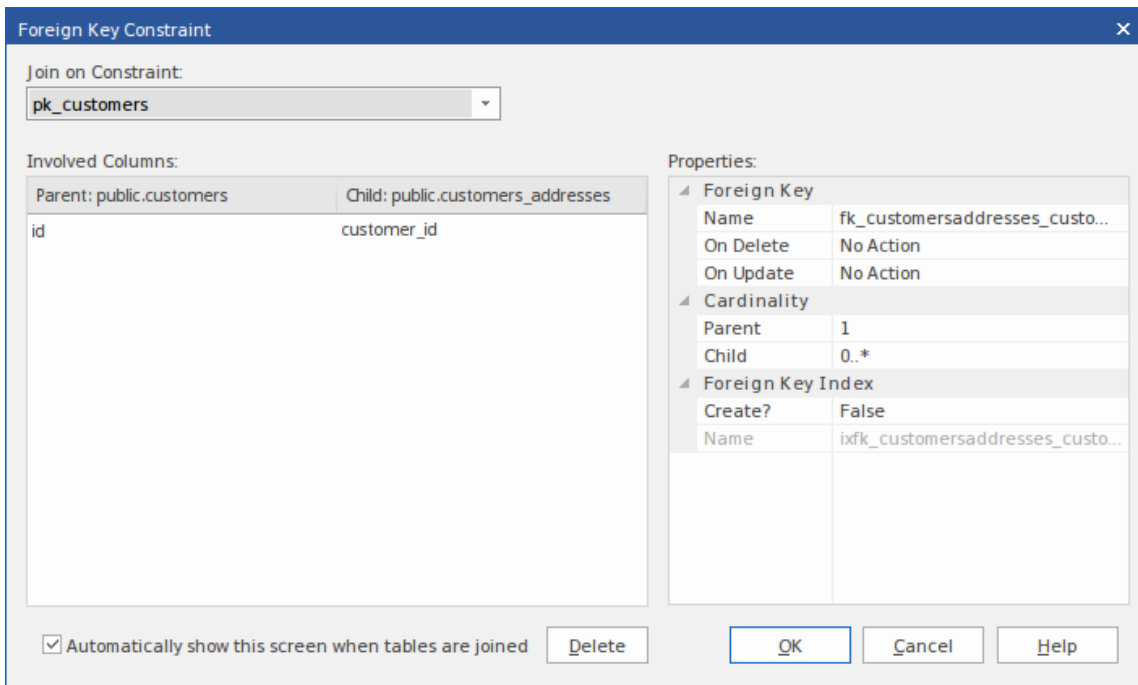 Foreign Key Constraint
Join on Constraint:
pk_customers
Involved Columns:
Parent: public.customers Child: public.customers_addresses
id customer_id
Properties:
Foreign Key
Name fk_customersaddresses_custo...
On Delete No Action
On Update No Action
Cardinality
Parent 1
Child 0..*
Foreign Key Index
Create? False
Name ixfk_customersaddresses_custo...
Automatically show this screen when tables are joined Delete OK Cancel Help